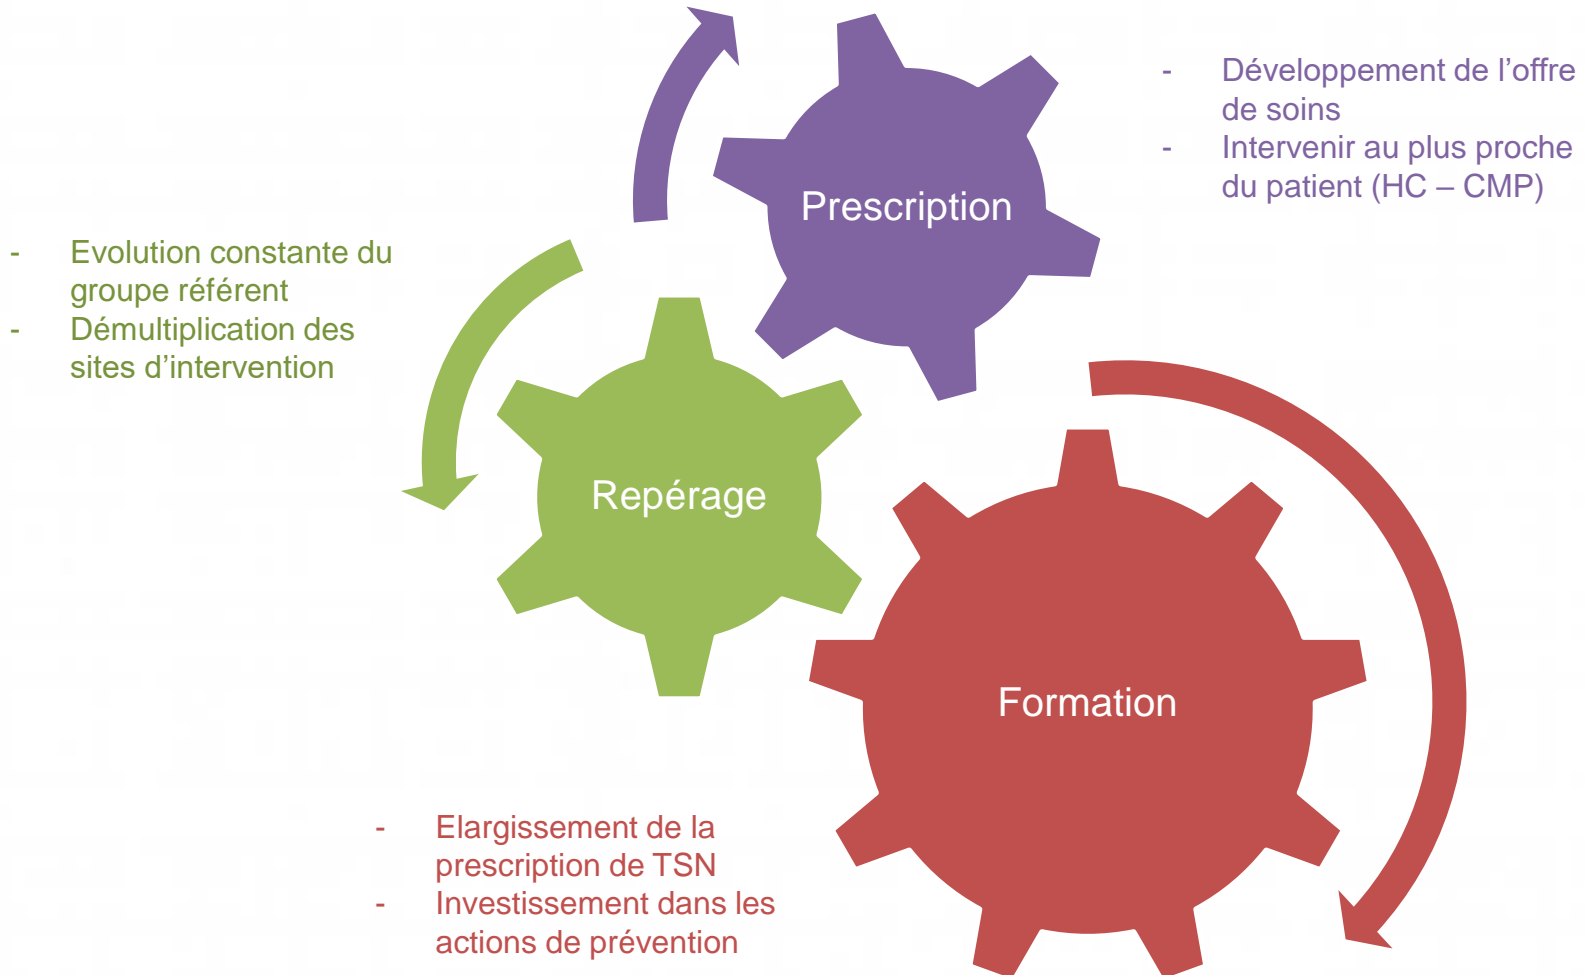 - Développement de l’offre
de soins
- Intervenir au plus proche
du patient (HC – CMP)
Prescription
- Evolution constante du
groupe référent
- Démultiplication des
sites d’intervention
Repérage
Formation
- Elargissement de la
prescription de TSN
- Investissement dans les
actions de prévention